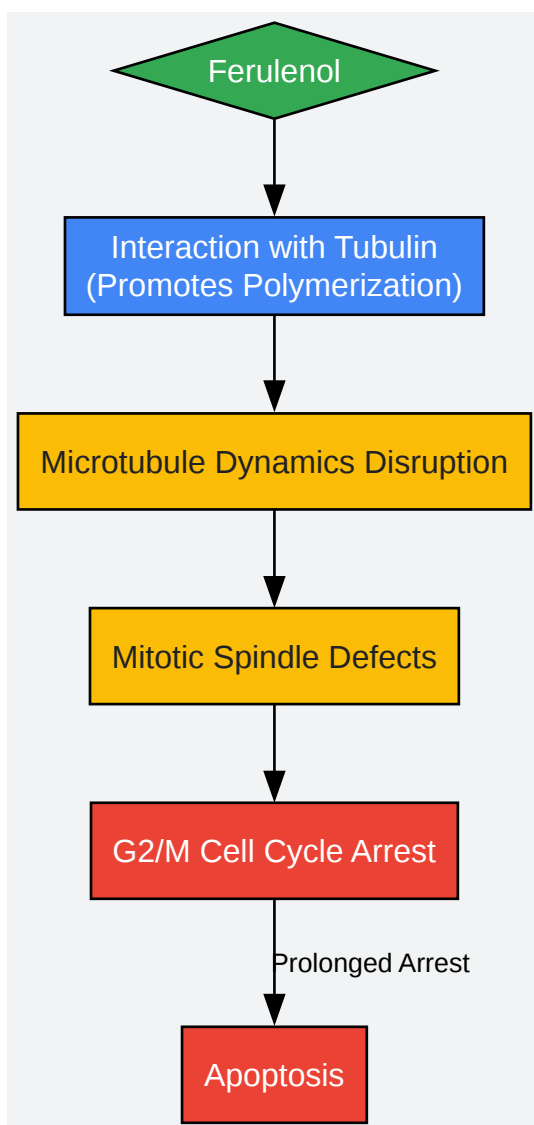 Ferulenol
Interaction with Tubulin
(Promotes Polymerization)
Microtubule Dynamics Disruption
Mitotic Spindle Defects
G2/M Cell Cycle Arrest
Prolonged Arrest
Apoptosis